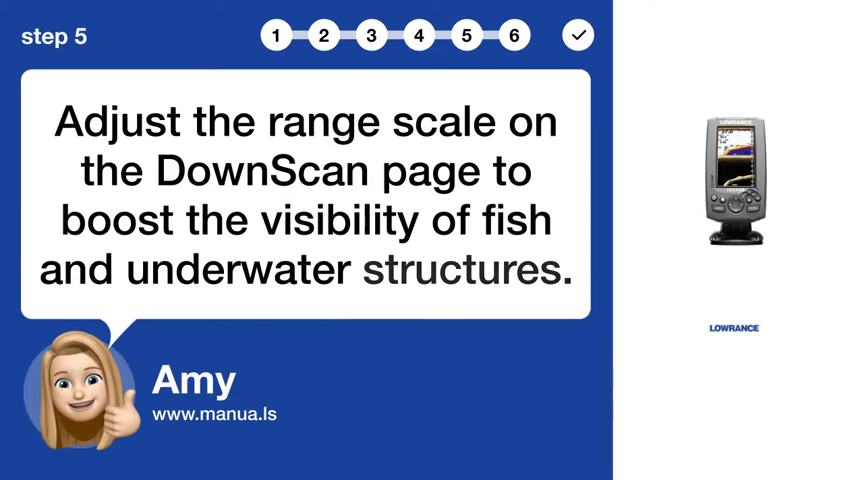 step 5
1 2 3 4 5 6
Adjust the range scale on
the DownScan page to
boost the visibility of fish
and underwater structures.
Amy
www.manua.ls
LOWRANCE
LOWRANCE